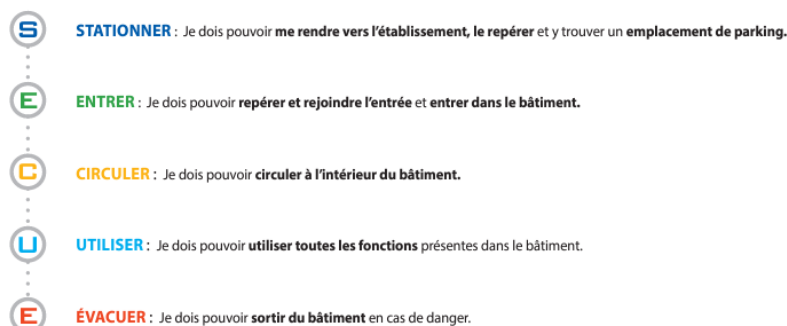 S STATIONNER : Je dois pouvoir me rendre vers l'établissement, le repérer et y trouver un emplacement de parking.
E ENTRER : Je dois pouvoir repérer et rejoindre l'entrée et entrer dans le bâtiment.
C CIRCULER : Je dois pouvoir circuler à l'intérieur du bâtiment.
U UTILISER : Je dois pouvoir utiliser toutes les fonctions présentes dans le bâtiment.
E ÉVACUER : Je dois pouvoir sortir du bâtiment en cas de danger.